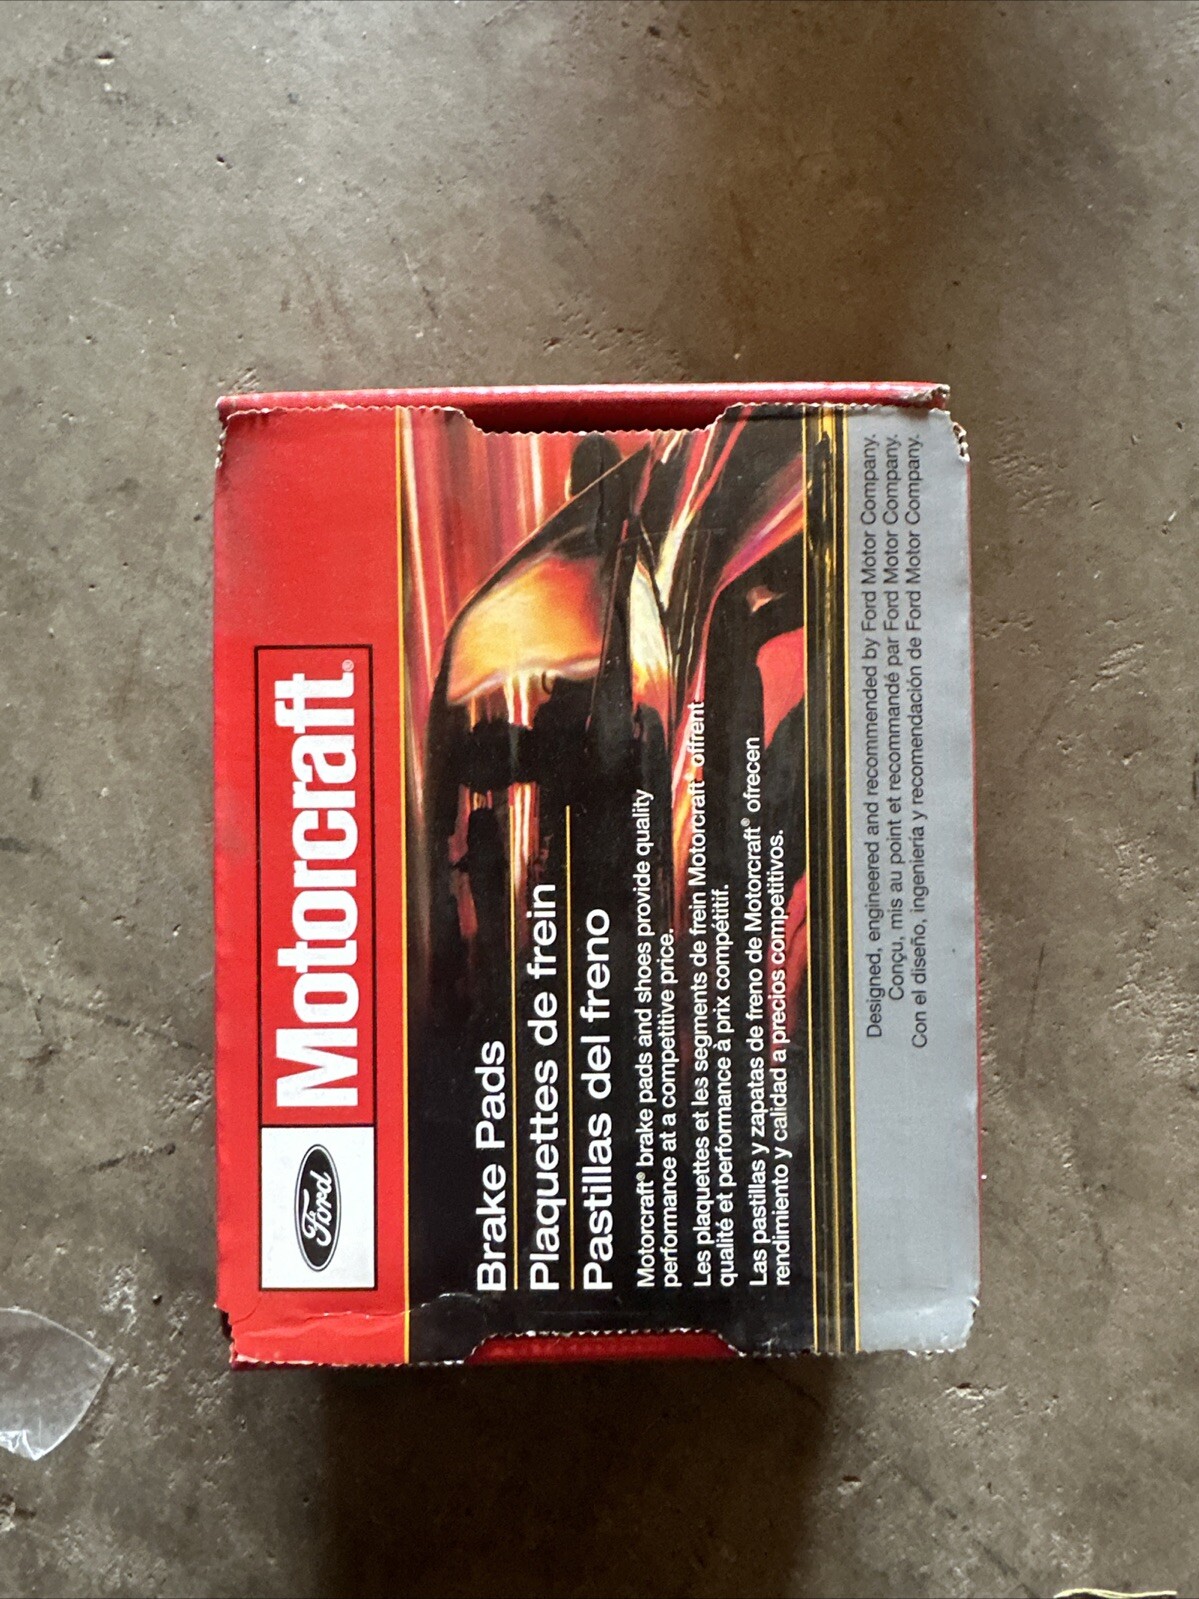 Ford
Motorcraft®
Brake Pads
Plaquettes de frein
Pastillas del freno
Motorcraft® brake pads and shoes provide quality
performance at a competitive price.
Les plaquettes et les segments de frein Motorcraft® offrent
qualité et performance à prix compétitif.
Las pastillas y zapatas de freno de Motorcraft® ofrecen
rendimiento y calidad a precios competitivos.
Designed, engineered and recommended by Ford Motor Company.
Conçu, mis au point et recommandé par Ford Motor Company.
Con el diseño, ingeniería y recomendación de Ford Motor Company.